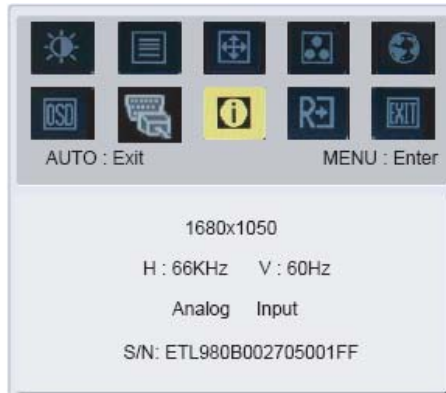 OSD i R EXIT
AUTO : Exit MENU : Enter
1680x1050
H : 66KHz V : 60Hz
Analog Input
S/N: ETL980B002705001FF